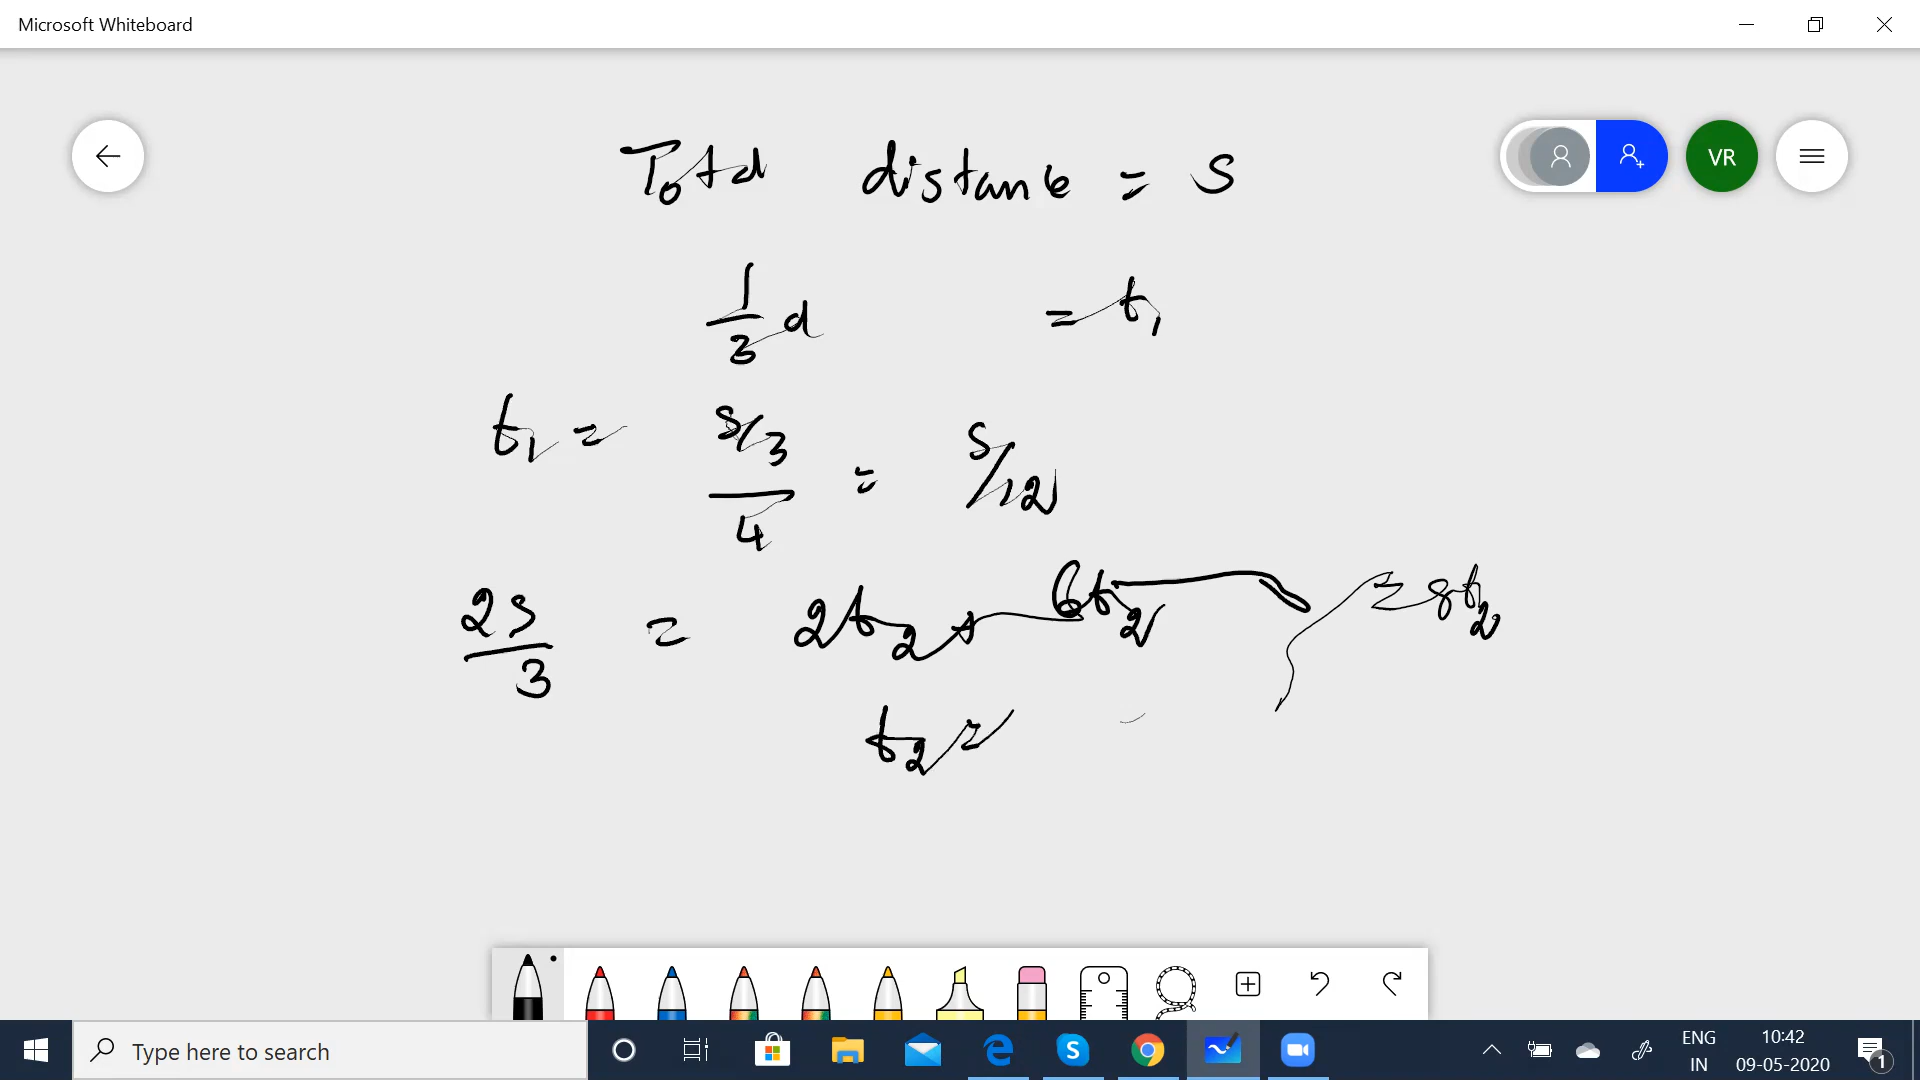 Microsoft Whiteboard
VR
Total distance = S
1/3 d = t₁
t₁ = (S/3)/4 = S/12
2S/3 = 2t₂ + 6t₂ = 8t₂
t₂ =
Type here to search
ENG
IN
10:42
09-05-2020
1